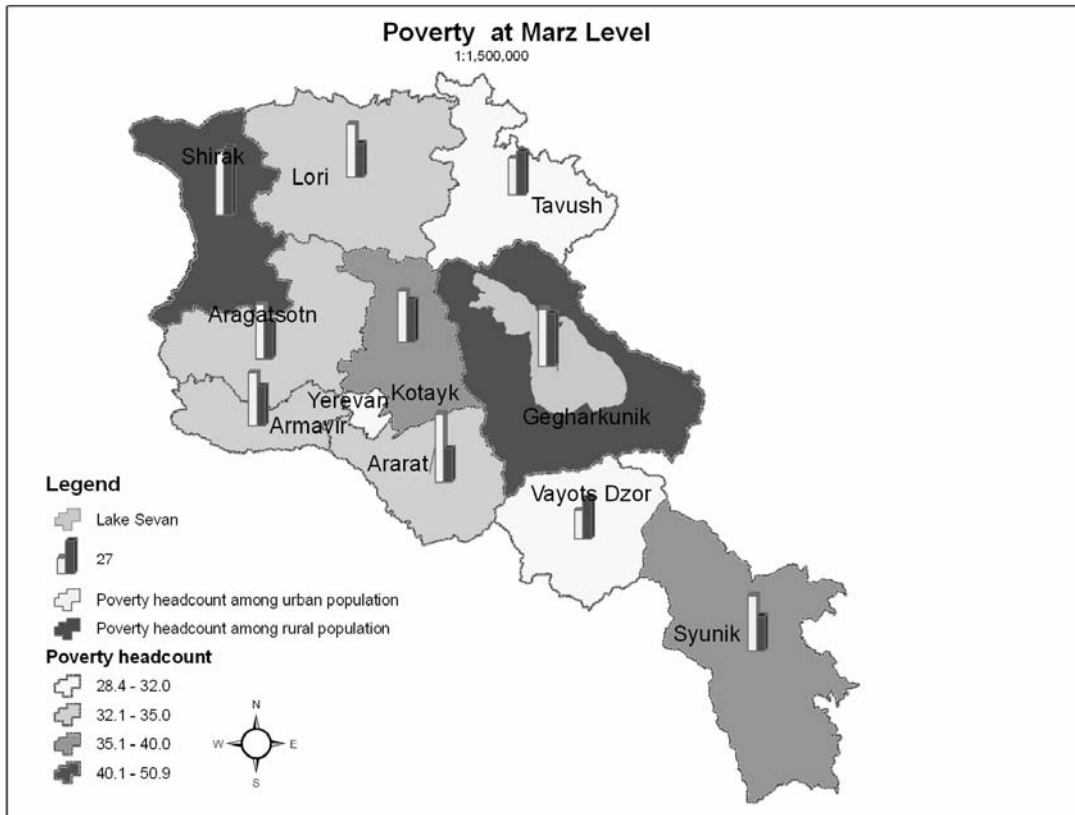 Poverty at Marz Level
1:1,500,000
Shirak
Lori
Tavush
Aragatsotn
Kotayk
Yerevan
Armavir
Gegharkunik
Ararat
Vayots Dzor
Syunik
Legend
Lake Sevan
27
Poverty headcount among urban population
Poverty headcount among rural population
Poverty headcount
28.4 - 32.0
32.1 - 35.0
35.1 - 40.0
40.1 - 50.9
N
W E
S